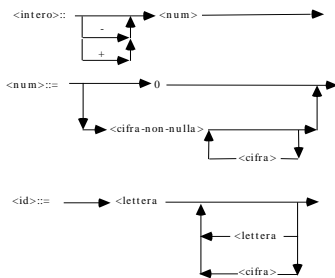 <intero>:: <num>
-
+
<num>::= 0
<cifra-non-nulla>
<cifra>
<id>::= <lettera
<lettera
<cifra>